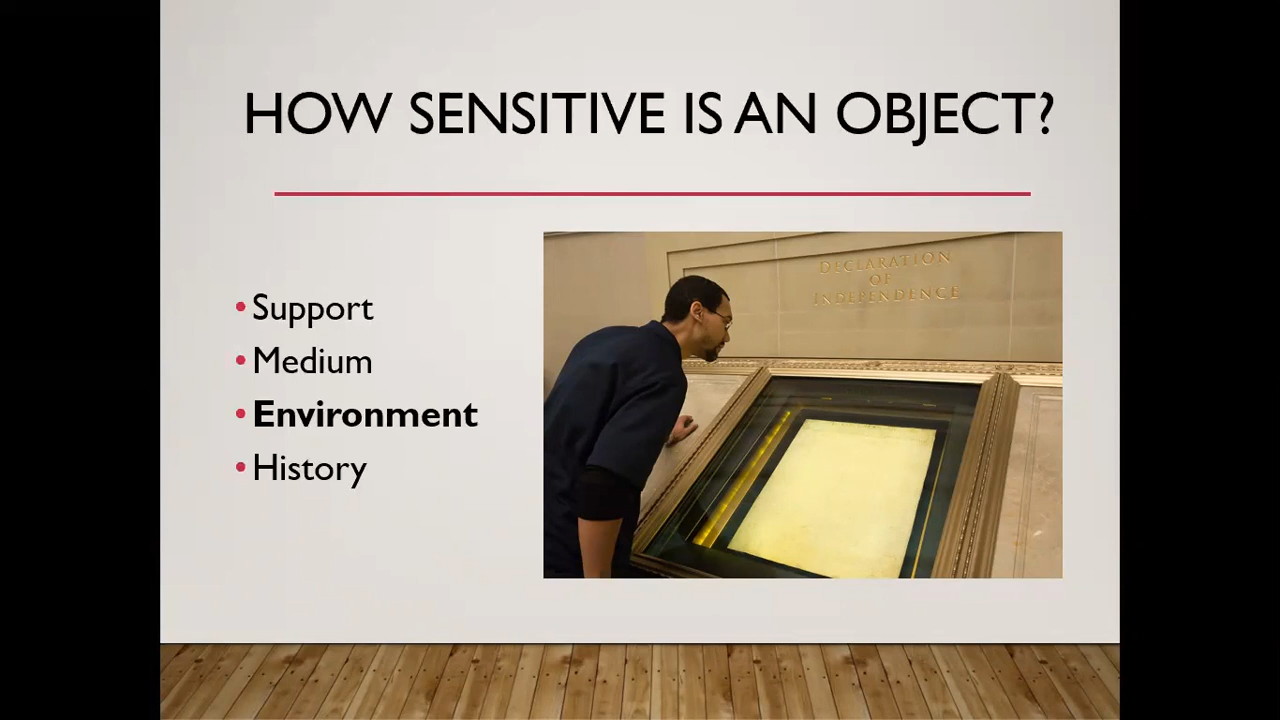 HOW SENSITIVE IS AN OBJECT?
• Support
• Medium
• Environment
• History
DECLARATION
OF
INDEPENDENCE